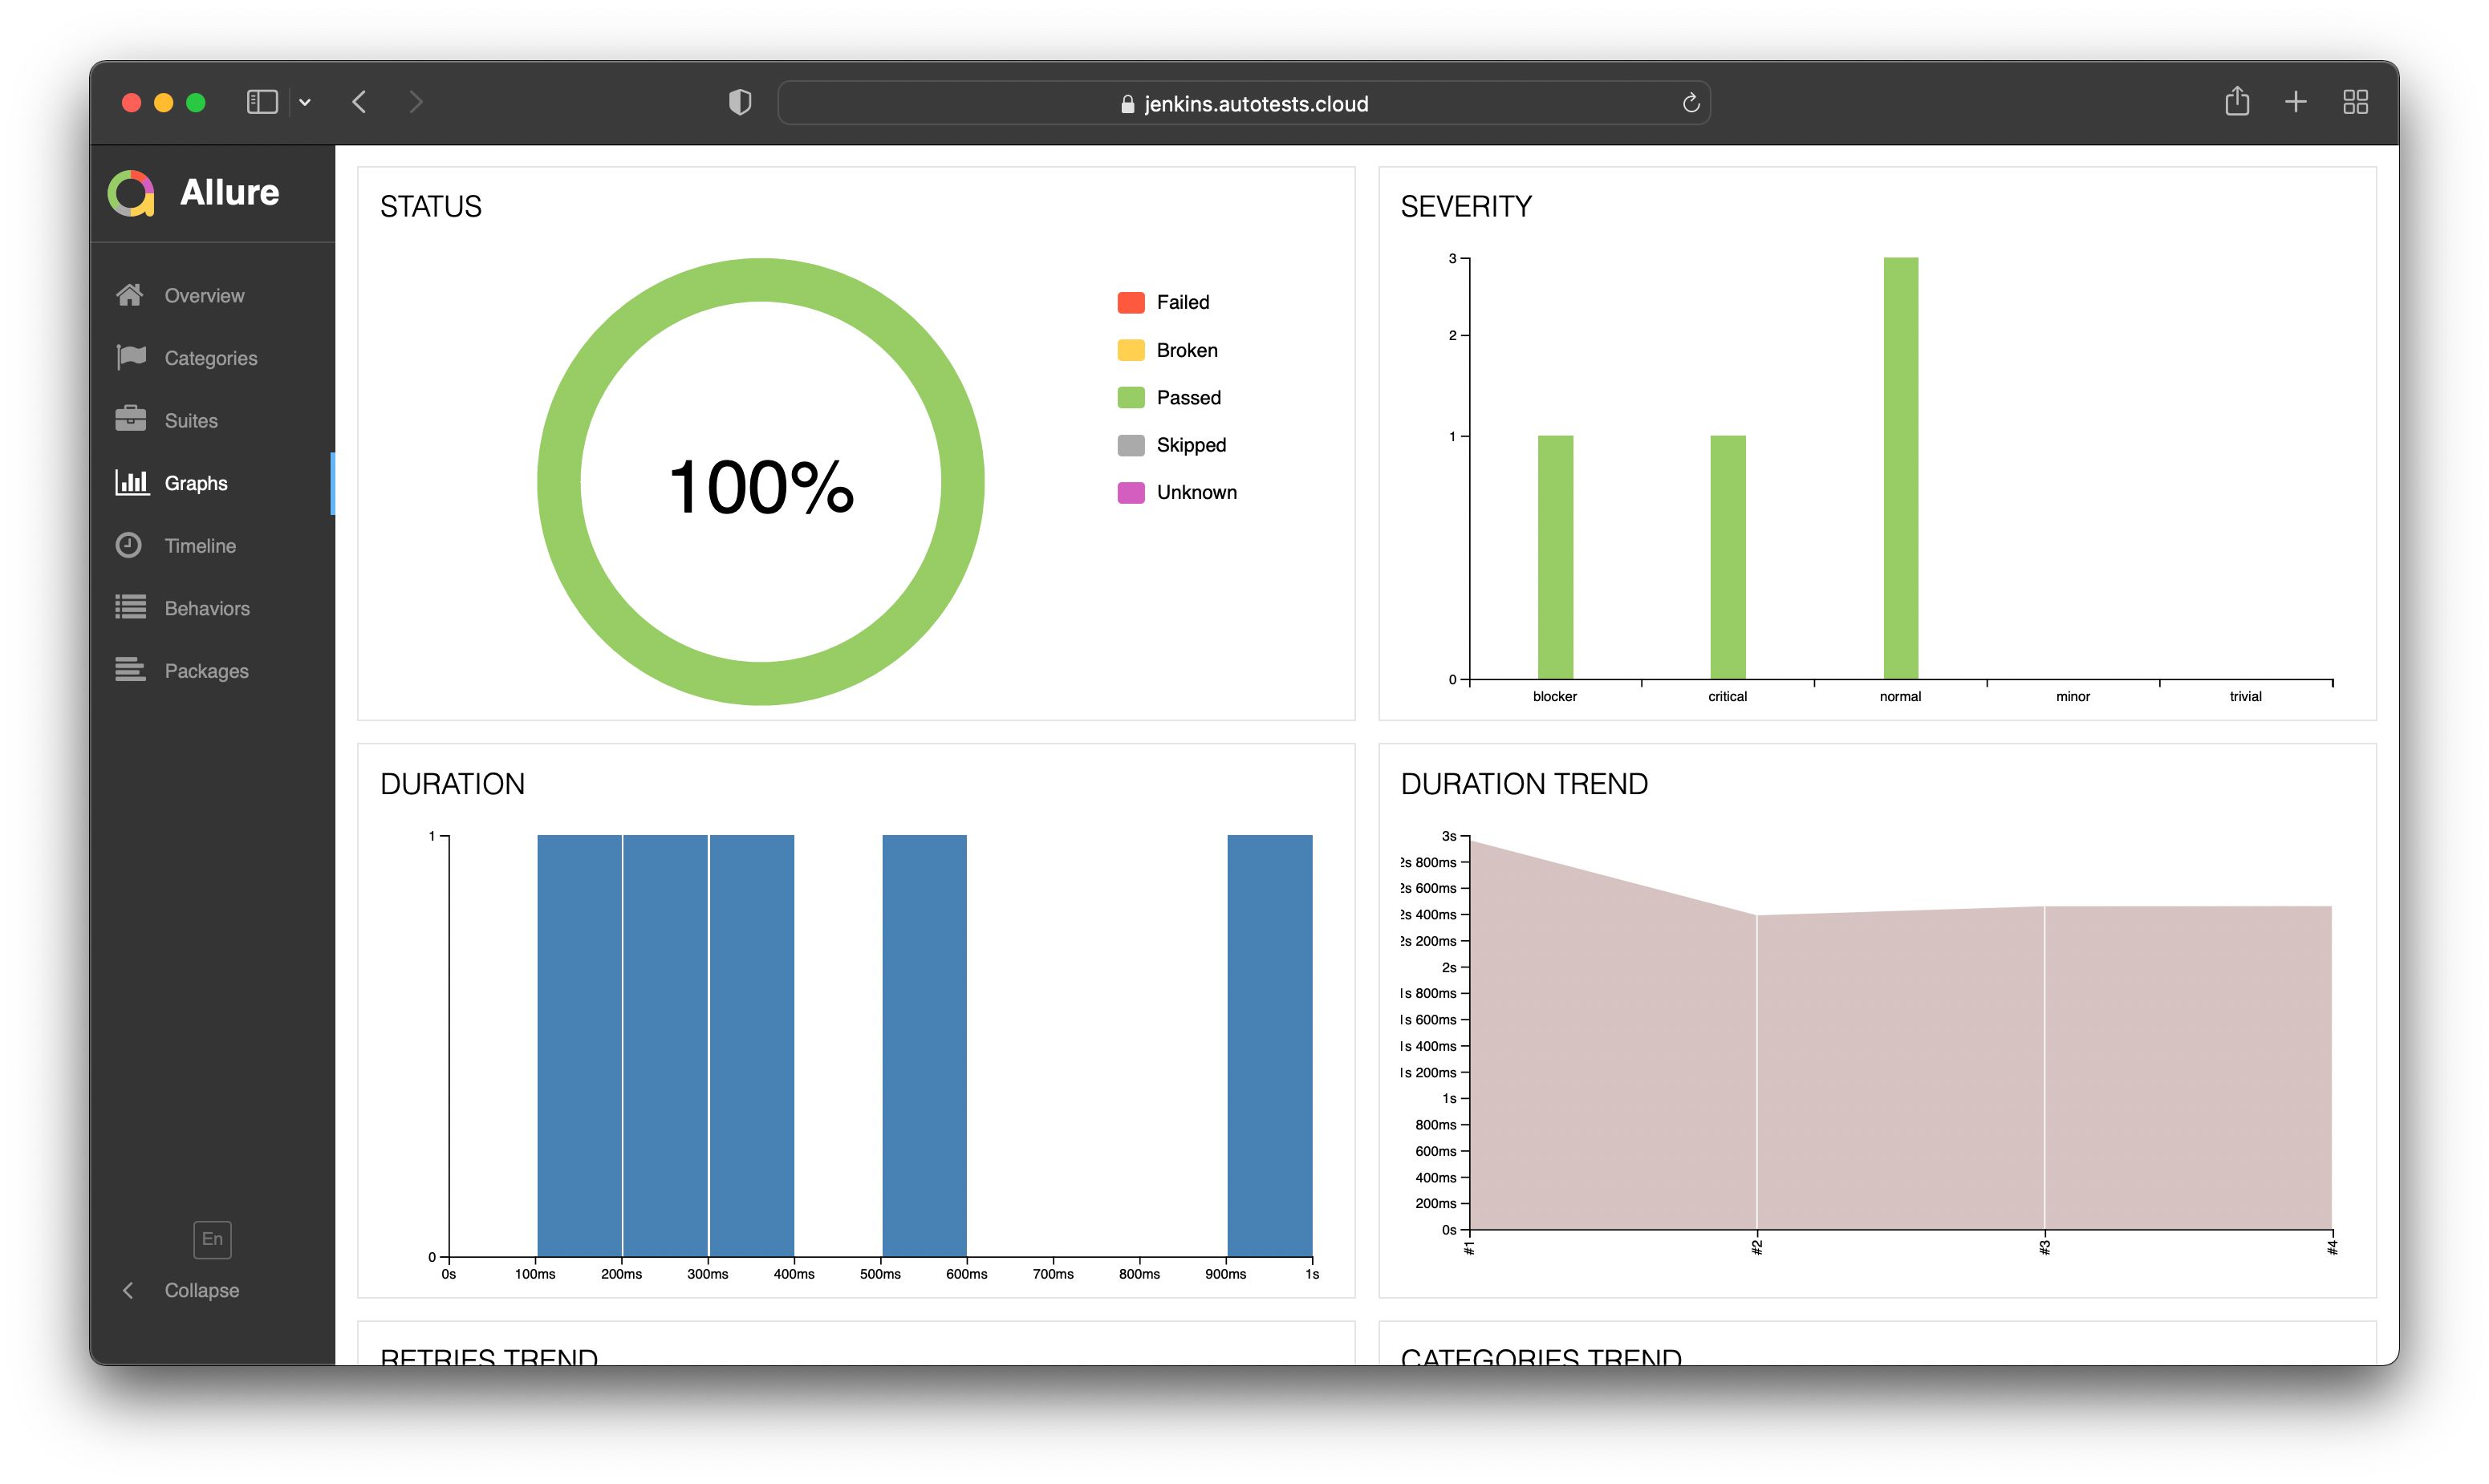 jenkins.autotests.cloud
Allure
Overview
Categories
Suites
Graphs
Timeline
Behaviors
Packages
En
Collapse
STATUS
100%
Failed
Broken
Passed
Skipped
Unknown
SEVERITY
3
2
1
0
blocker
critical
normal
minor
trivial
DURATION
1
0
0s
100ms
200ms
300ms
400ms
500ms
600ms
700ms
800ms
900ms
1s
DURATION TREND
3s
2s 800ms
2s 600ms
2s 400ms
2s 200ms
2s
1s 800ms
1s 600ms
1s 400ms
1s 200ms
1s
800ms
600ms
400ms
200ms
0s
#1
#2
#3
#4
RETRIES TREND
CATEGORIES TREND